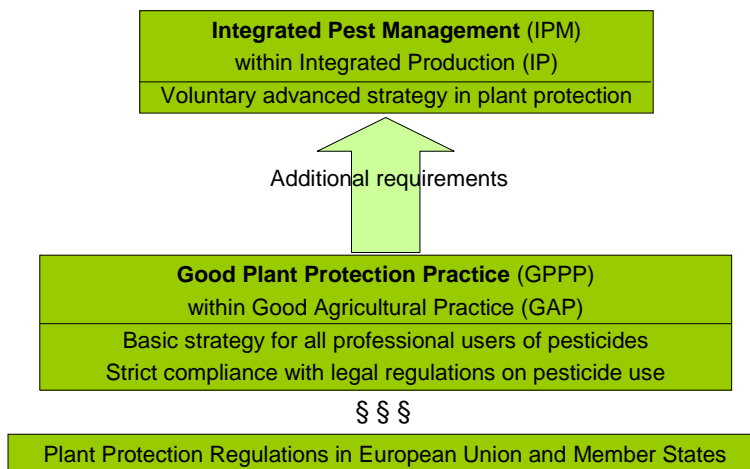 Integrated Pest Management (IPM)
within Integrated Production (IP)
Voluntary advanced strategy in plant protection
Additional requirements
Good Plant Protection Practice (GPPP)
within Good Agricultural Practice (GAP)
Basic strategy for all professional users of pesticides
Strict compliance with legal regulations on pesticide use
§ § §
Plant Protection Regulations in European Union and Member States